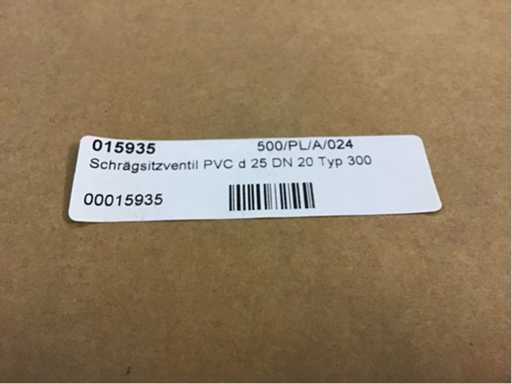 015935 500/PL/A/024
Schrägsitzventil PVC d 25 DN 20 Typ 300
00015935